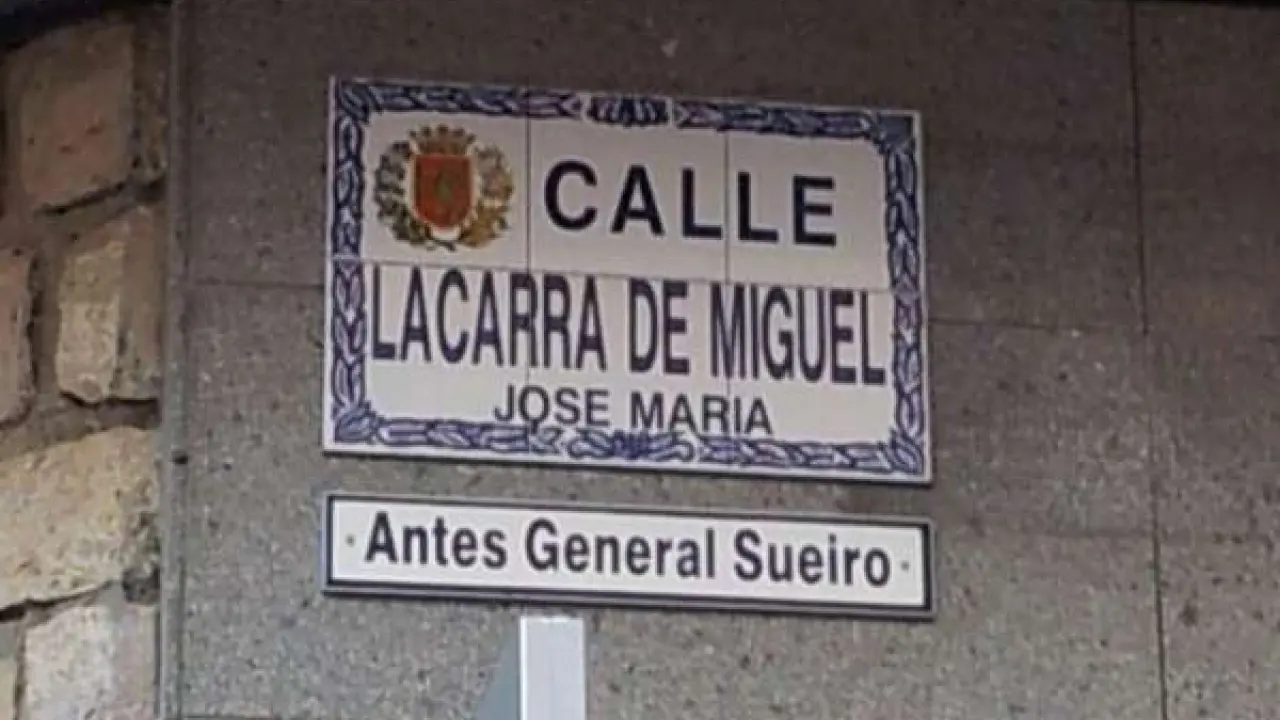 CALLE
LACARRA DE MIGUEL
JOSE MARIA
Antes General Sueiro